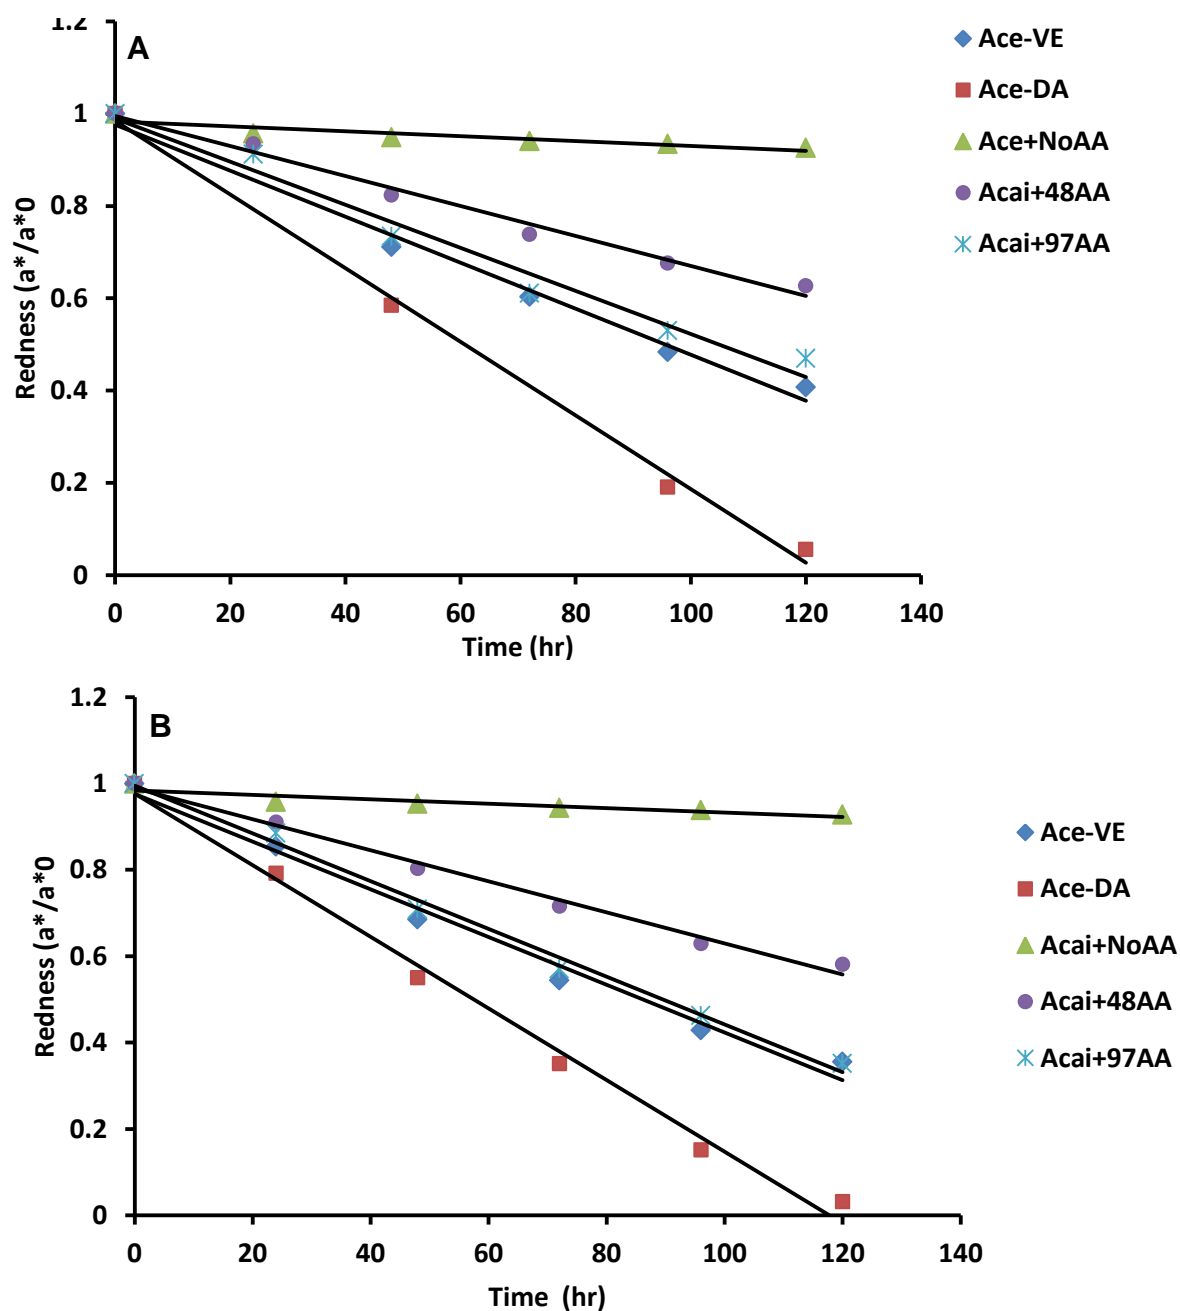 1.2
A
1
0.8
0.6
0.4
0.2
0
0 20 40 60 80 100 120 140
Redness (a*/a*0
Time (hr)
Ace-VE
Ace-DA
Ace+NoAA
Acai+48AA
Acai+97AA
1.2
B
1
0.8
0.6
0.4
0.2
0
0 20 40 60 80 100 120 140
Redness (a*/a*0
Time (hr)
Ace-VE
Ace-DA
Acai+NoAA
Acai+48AA
Acai+97AA